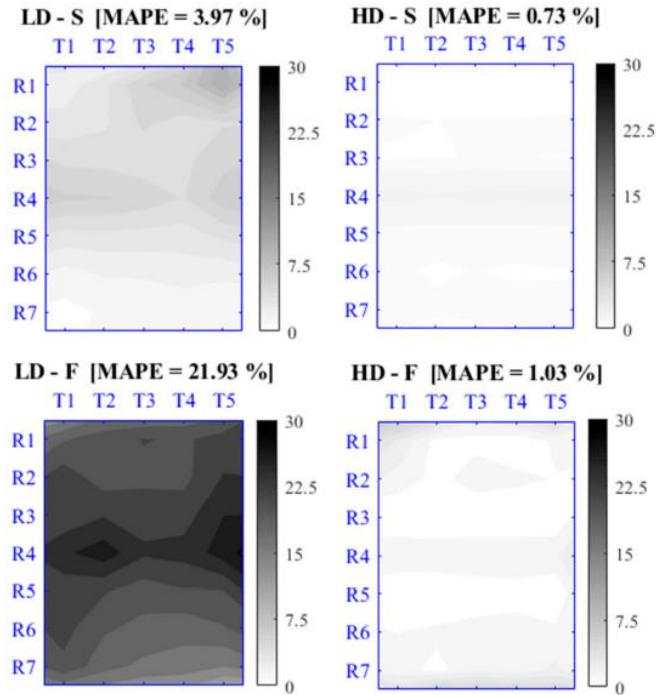 LD - S [MAPE = 3.97 %]
T1 T2 T3 T4 T5
R1
R2
R3
R4
R5
R6
R7
30
22.5
15
7.5
0
HD - S [MAPE = 0.73 %]
T1 T2 T3 T4 T5
R1
R2
R3
R4
R5
R6
R7
30
22.5
15
7.5
0
LD - F [MAPE = 21.93 %]
T1 T2 T3 T4 T5
R1
R2
R3
R4
R5
R6
R7
30
22.5
15
7.5
0
HD - F [MAPE = 1.03 %]
T1 T2 T3 T4 T5
R1
R2
R3
R4
R5
R6
R7
30
22.5
15
7.5
0